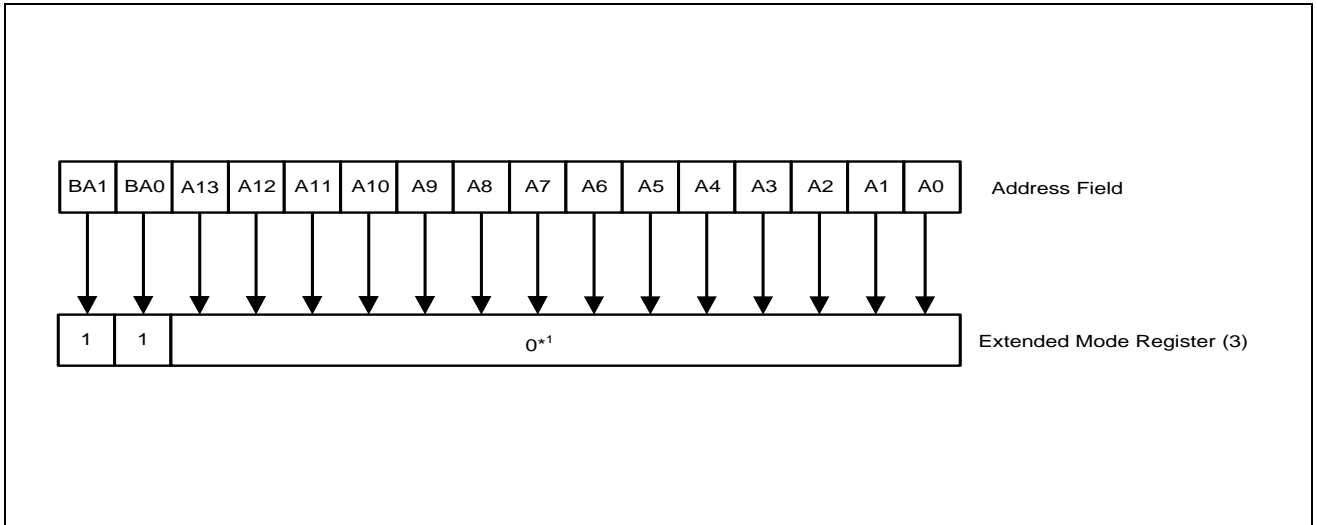 BA1 BA0 A13 A12 A11 A10 A9 A8 A7 A6 A5 A4 A3 A2 A1 A0 Address Field
1 1 0*1 Extended Mode Register (3)